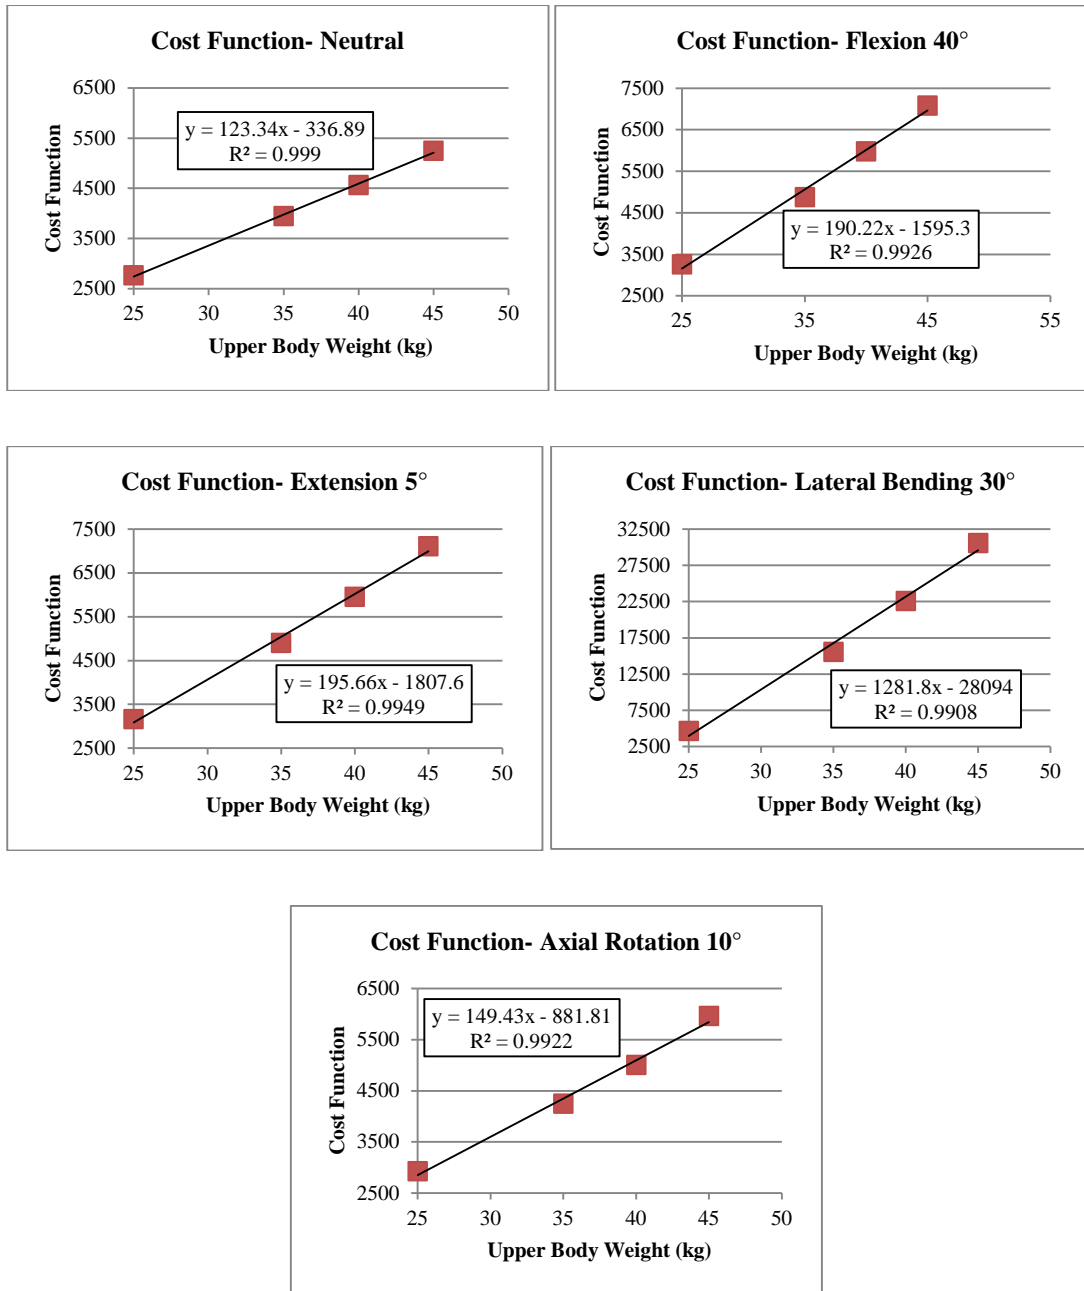 Cost Function- Neutral
6500
5500
4500
3500
2500
Cost Function
y = 123.34x - 336.89
R² = 0.999
25 30 35 40 45 50
Upper Body Weight (kg)
Cost Function- Flexion 40°
7500
6500
5500
4500
3500
2500
Cost Function
y = 190.22x - 1595.3
R² = 0.9926
25 35 45 55
Upper Body Weight (kg)
Cost Function- Extension 5°
7500
6500
5500
4500
3500
2500
Cost Function
y = 195.66x - 1807.6
R² = 0.9949
25 30 35 40 45 50
Upper Body Weight (kg)
Cost Function- Lateral Bending 30°
32500
27500
22500
17500
12500
7500
2500
Cost Function
y = 1281.8x - 28094
R² = 0.9908
25 30 35 40 45 50
Upper Body Weight (kg)
Cost Function- Axial Rotation 10°
6500
5500
4500
3500
2500
Cost Function
y = 149.43x - 881.81
R² = 0.9922
25 30 35 40 45 50
Upper Body Weight (kg)